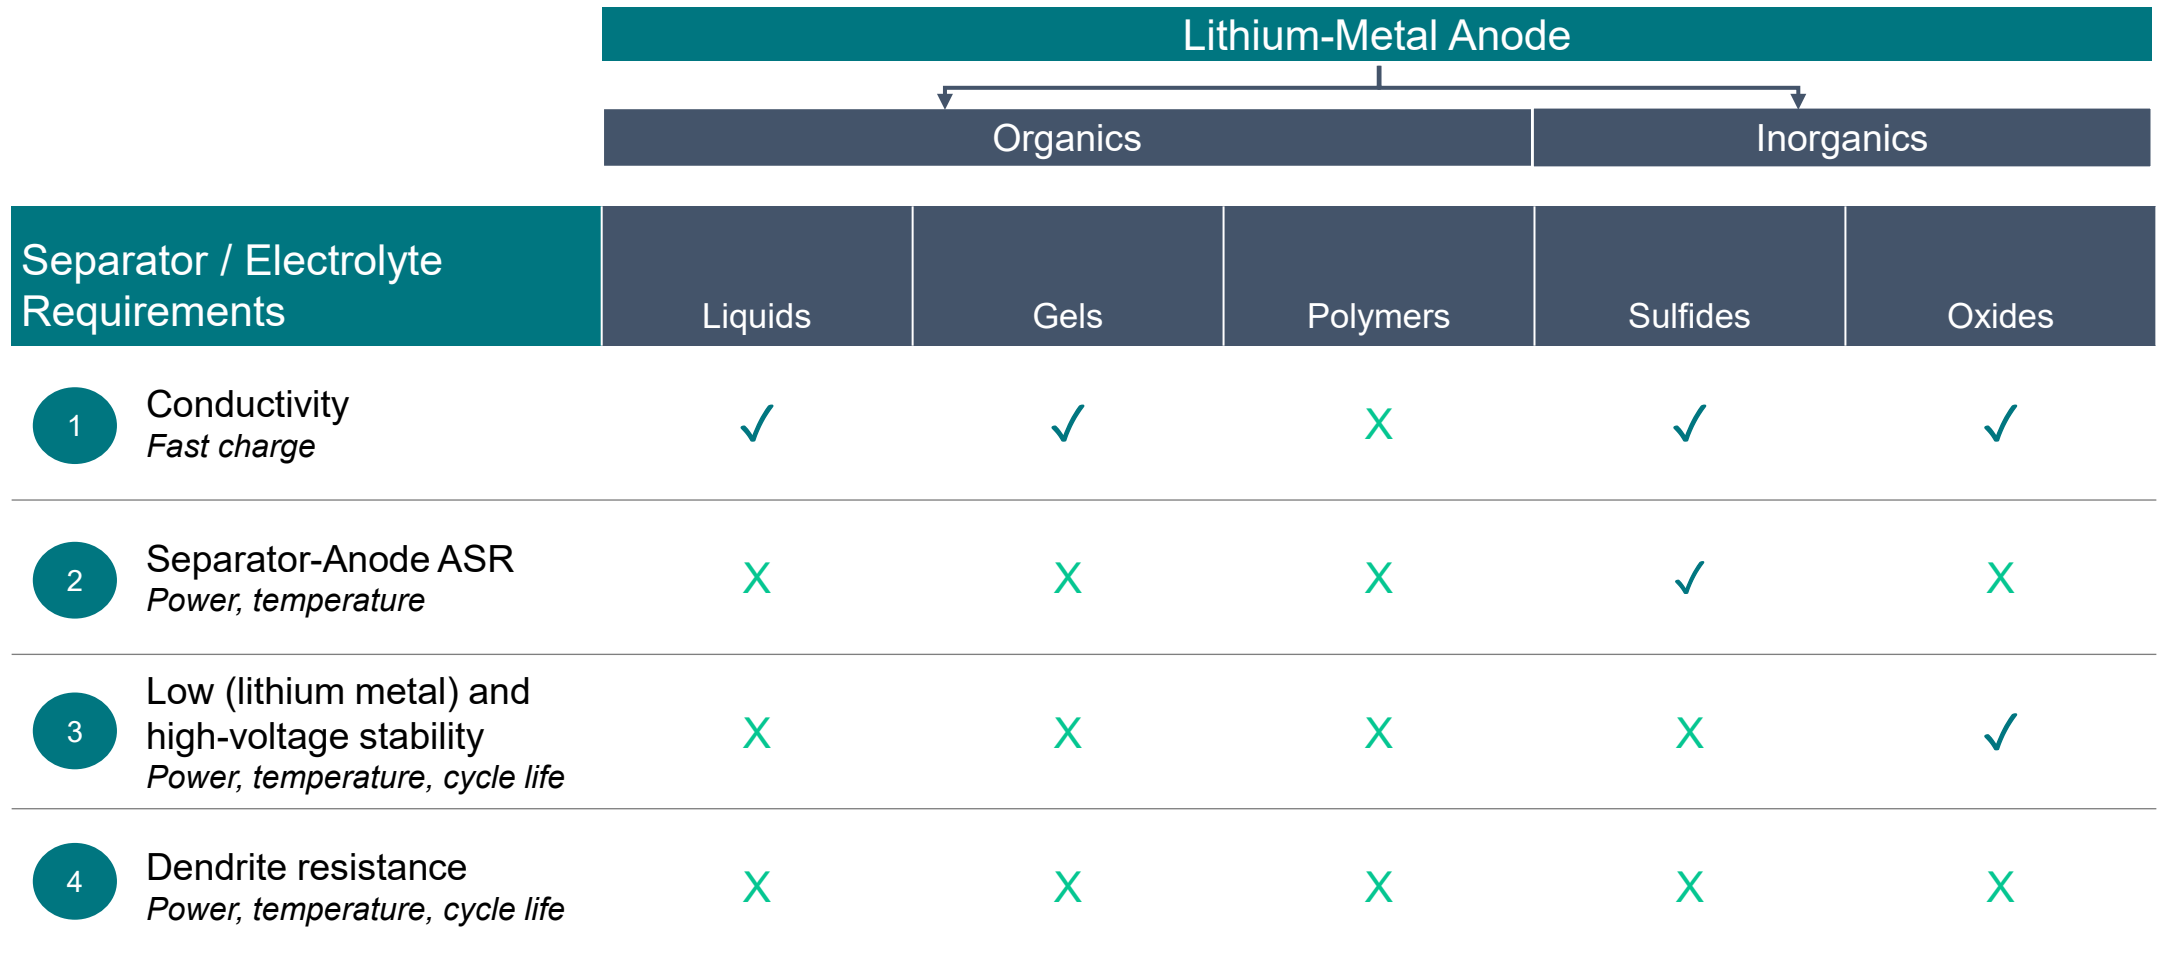 Lithium-Metal Anode
Organics
Inorganics
Separator / Electrolyte
Requirements
Liquids
Gels
Polymers
Sulfides
Oxides
1
Conductivity
Fast charge
✓ ✓ X ✓ ✓
2
Separator-Anode ASR
Power, temperature
X X X ✓ X
3
Low (lithium metal) and
high-voltage stability
Power, temperature, cycle life
X X X X ✓
4
Dendrite resistance
Power, temperature, cycle life
X X X X X